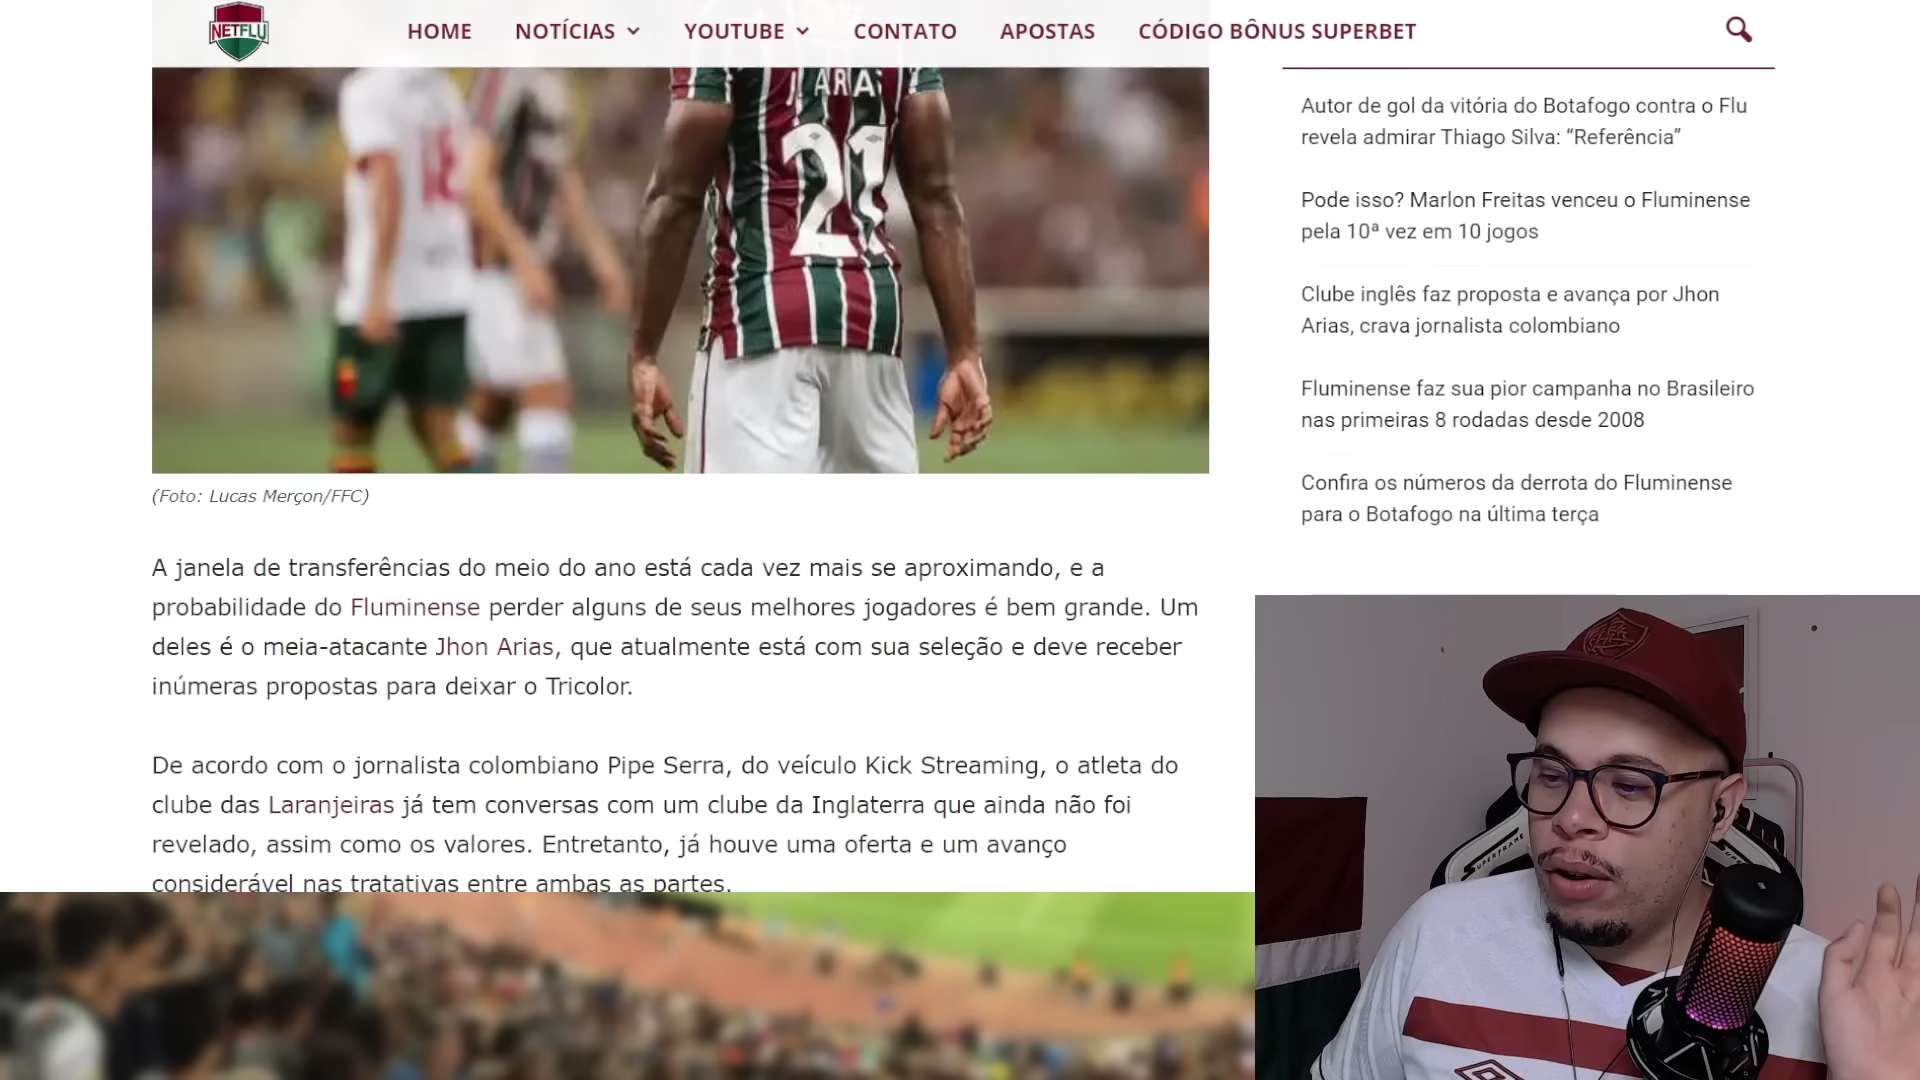 NETFLU
HOME NOTÍCIAS YOUTUBE CONTATO APOSTAS CÓDIGO BÔNUS SUPERBET
J. ARAS
21
18
(Foto: Lucas Merçon/FFC)
A janela de transferências do meio do ano está cada vez mais se aproximando, e a
probabilidade do Fluminense perder alguns de seus melhores jogadores é bem grande. Um
deles é o meia-atacante Jhon Arias, que atualmente está com sua seleção e deve receber
inúmeras propostas para deixar o Tricolor.
De acordo com o jornalista colombiano Pipe Serra, do veículo Kick Streaming, o atleta do
clube das Laranjeiras já tem conversas com um clube da Inglaterra que ainda não foi
revelado, assim como os valores. Entretanto, já houve uma oferta e um avanço
considerável nas tratativas entre ambas as partes.
Autor de gol da vitória do Botafogo contra o Flu
revela admirar Thiago Silva: “Referência”
Pode isso? Marlon Freitas venceu o Fluminense
pela 10ª vez em 10 jogos
Clube inglês faz proposta e avança por Jhon
Arias, crava jornalista colombiano
Fluminense faz sua pior campanha no Brasileiro
nas primeiras 8 rodadas desde 2008
Confira os números da derrota do Fluminense
para o Botafogo na última terça
SUPERFRAME